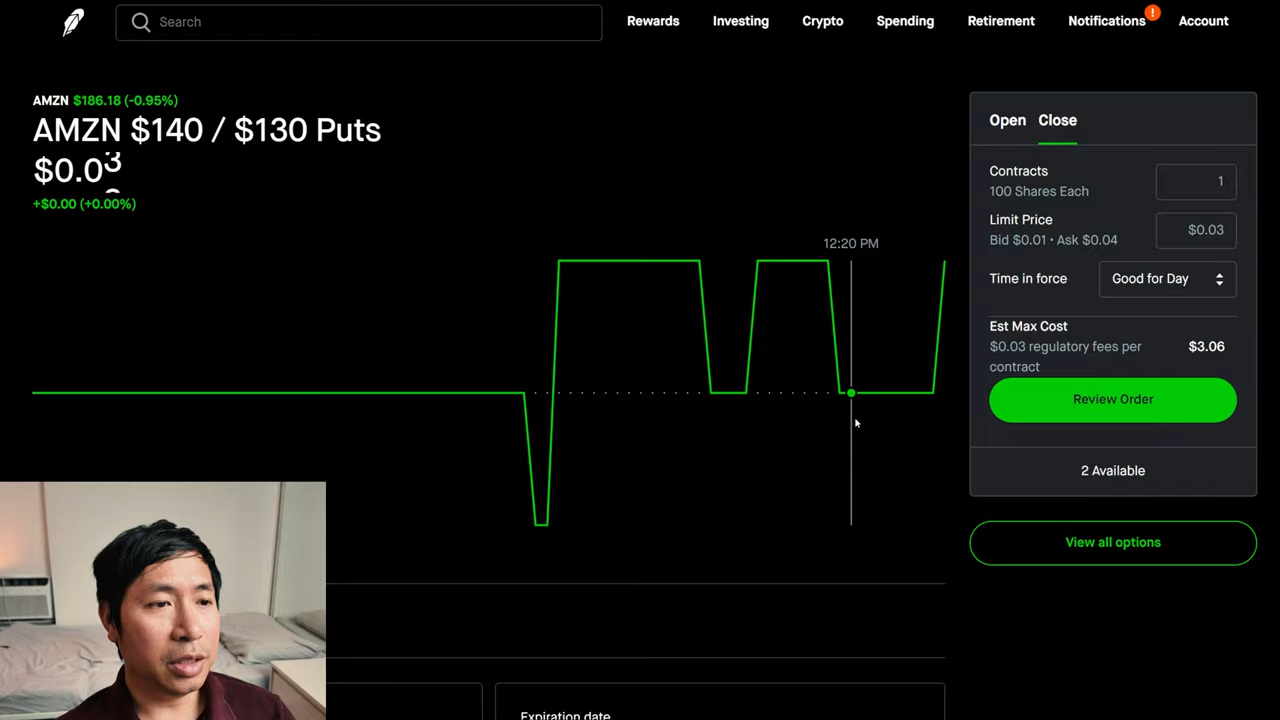 Search
Rewards
Investing
Crypto
Spending
Retirement
Notifications
!
Account
AMZN $186.18 (-0.95%)
AMZN $140 / $130 Puts
$0.03
+$0.00 (+0.00%)
12:20 PM
Open Close
Contracts
100 Shares Each
1
Limit Price
Bid $0.01 • Ask $0.04
$0.03
Time in force
Good for Day
Est Max Cost
$0.03 regulatory fees per
contract
$3.06
Review Order
2 Available
View all options
Expiration date